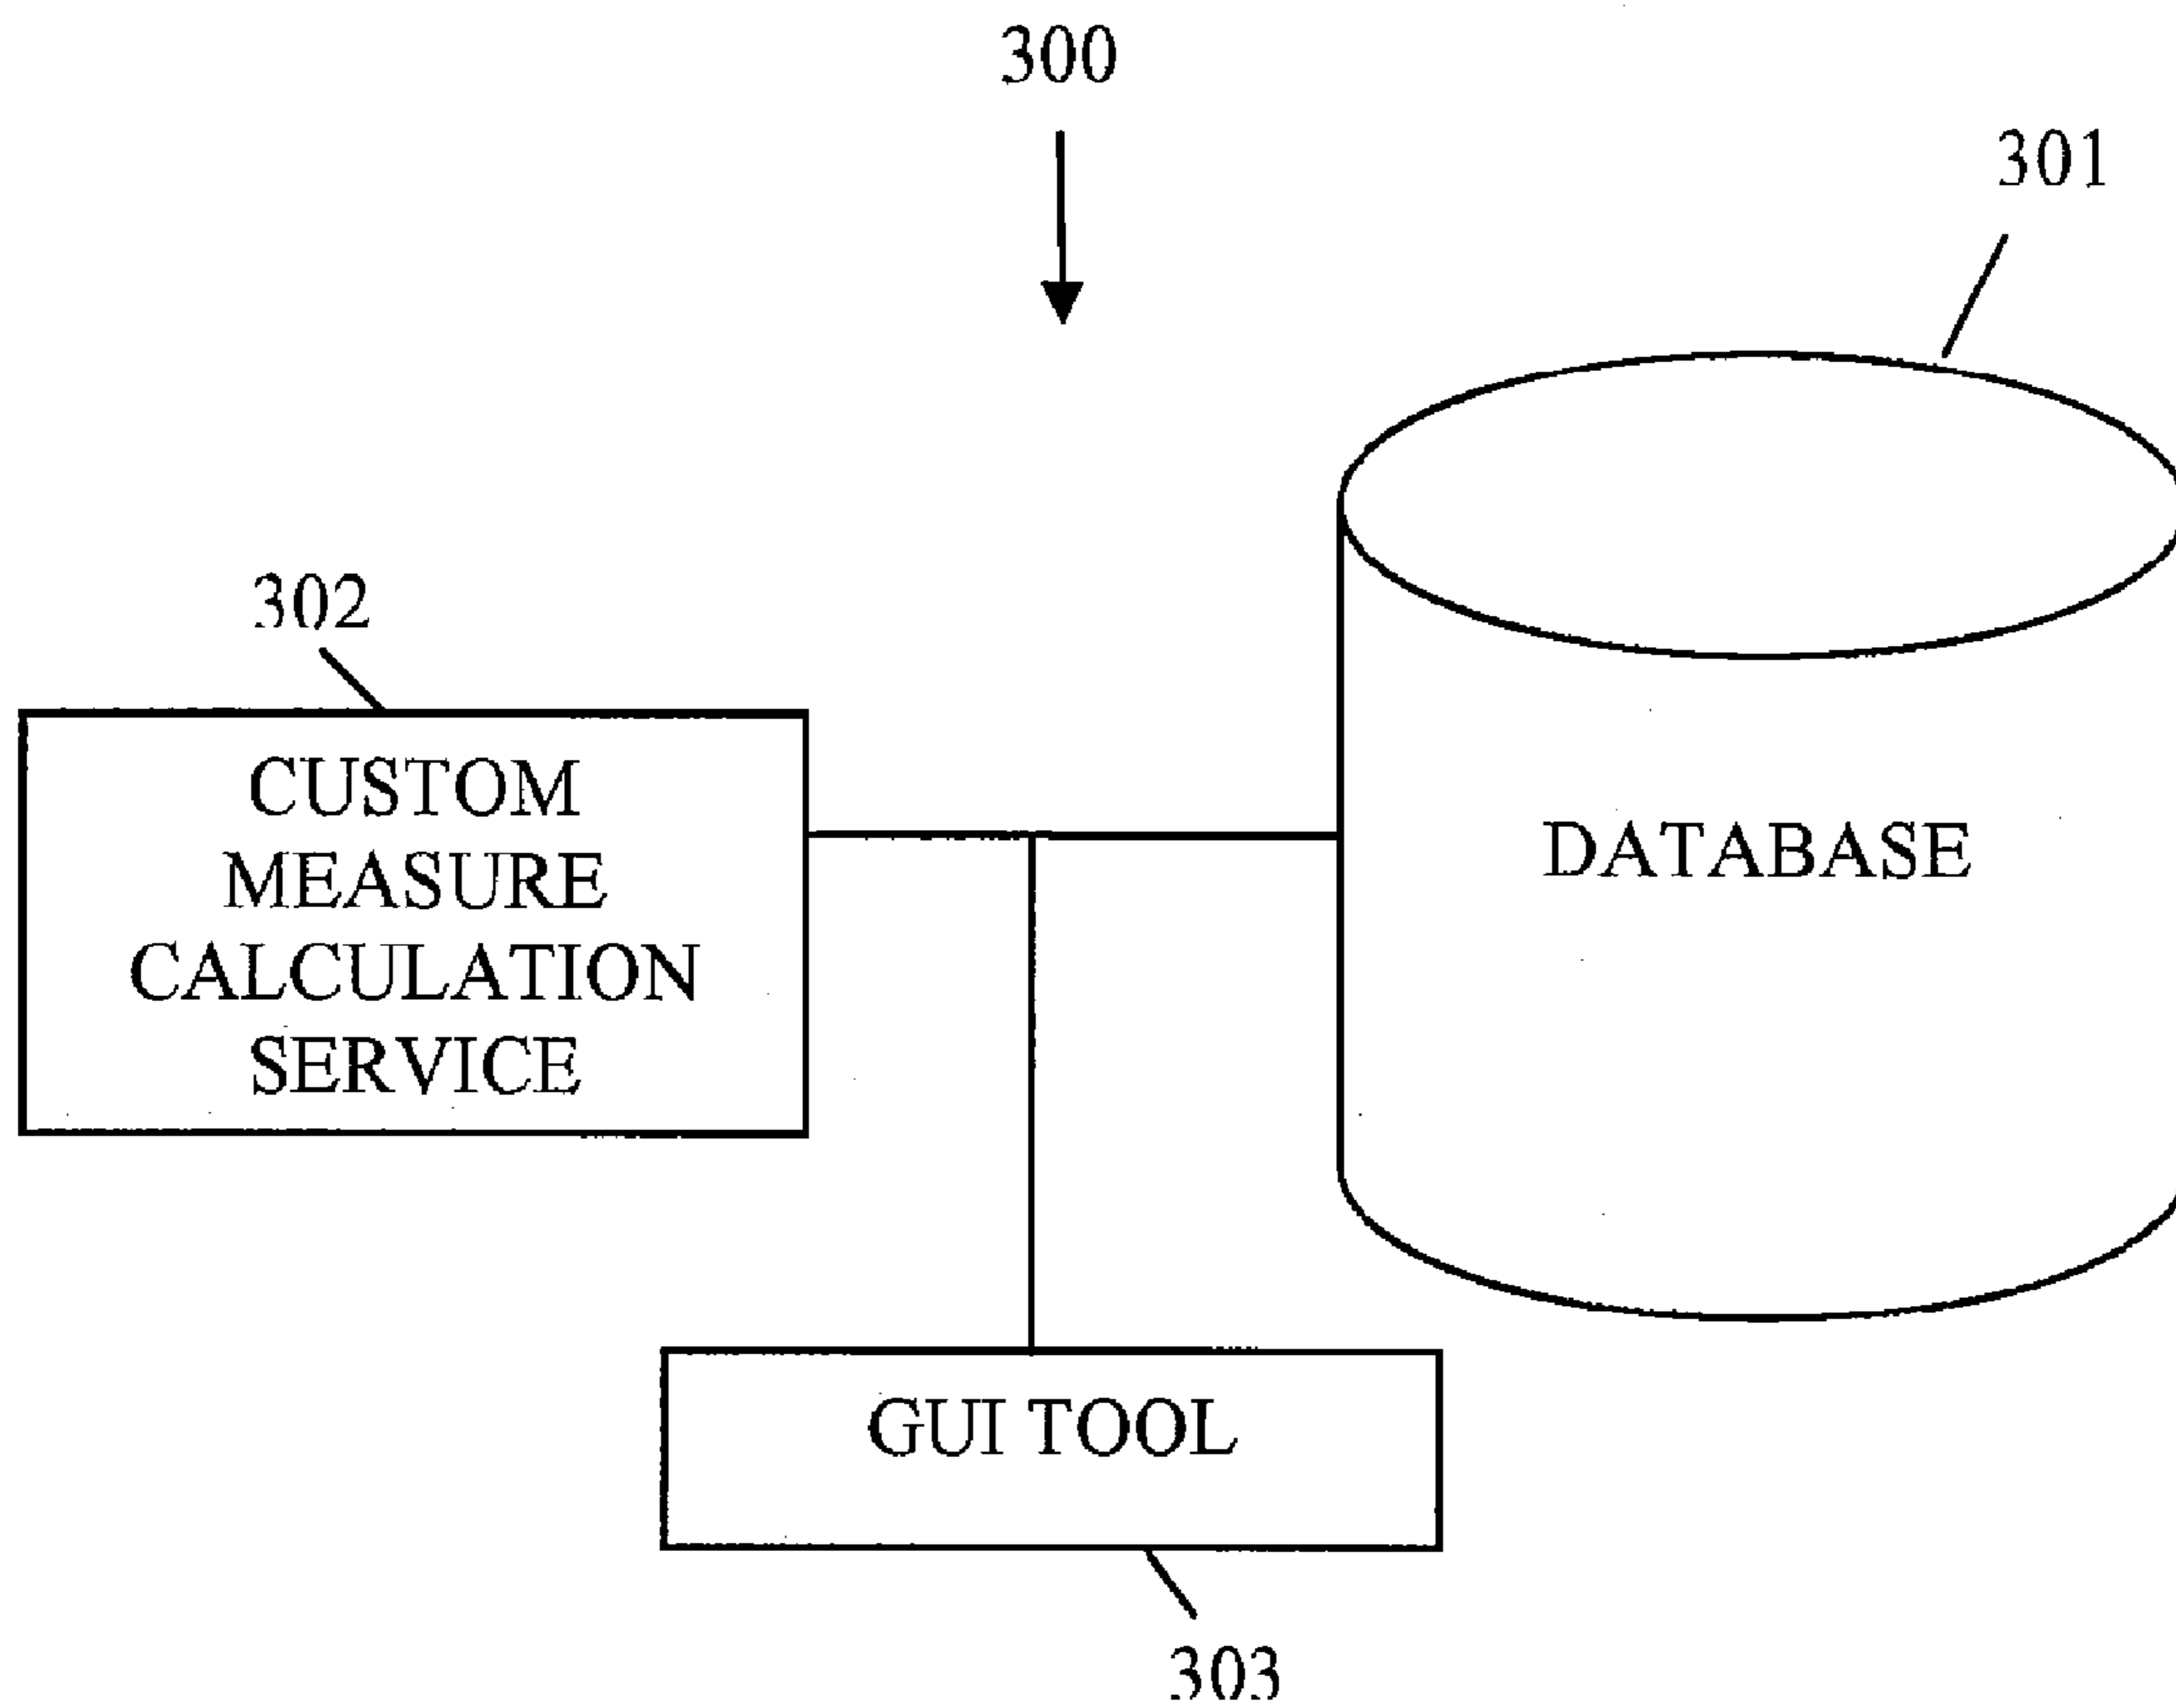 300
301
302
CUSTOM
MEASURE
CALCULATION
SERVICE
DATABASE
GUI TOOL
303